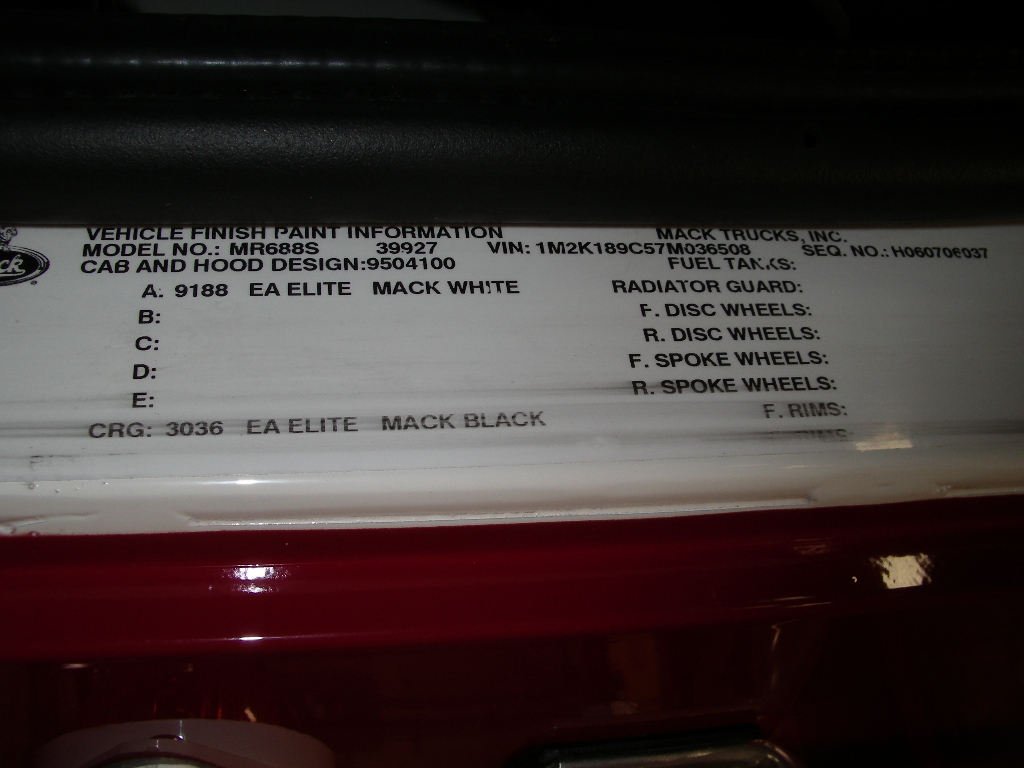 VEHICLE FINISH PAINT INFORMATION MACK TRUCKS, INC.
MODEL NO.: MR688S 39927 VIN: 1M2K189C57M036508 SEQ. NO.: H060706037
CAB AND HOOD DESIGN:9504100 FUEL TANKS:
A: 9188 EA ELITE MACK WHITE RADIATOR GUARD:
B: F. DISC WHEELS:
C: R. DISC WHEELS:
D: F. SPOKE WHEELS:
E: R. SPOKE WHEELS:
CRG: 3036 EA ELITE MACK BLACK F. RIMS:
RIMS: